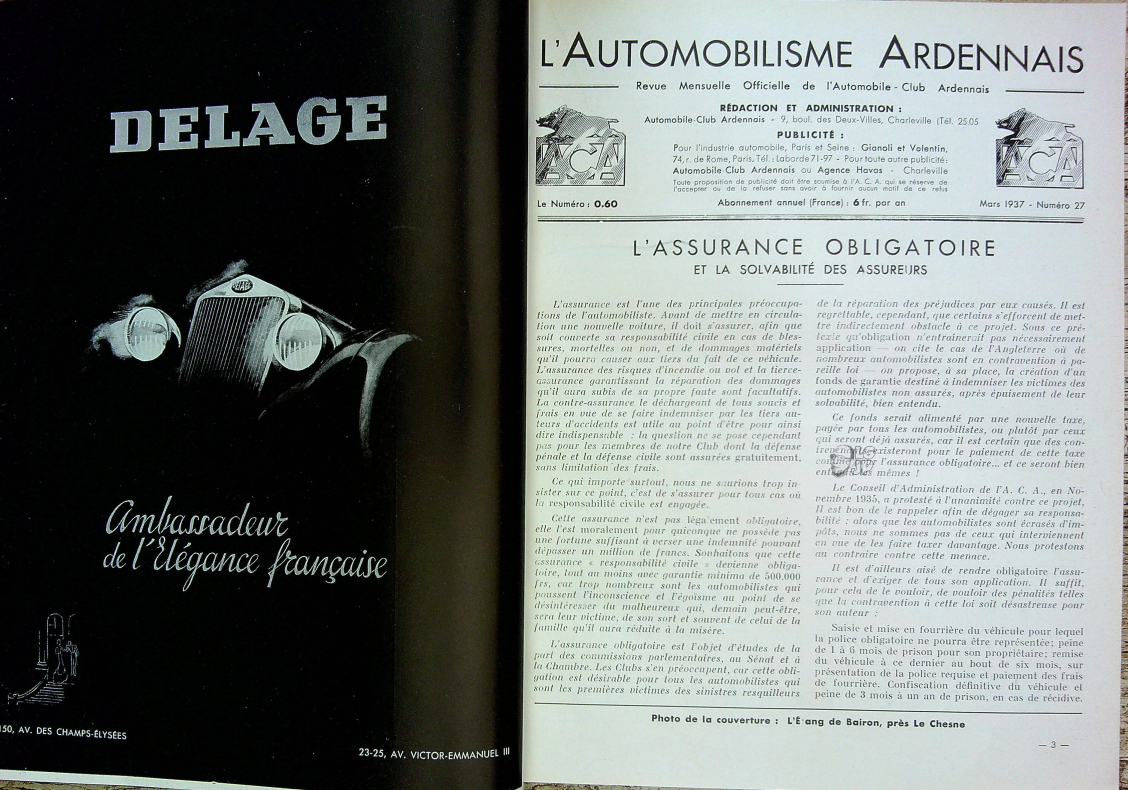 DELAGE
DELAGE
Ambassadeur
de l'Elégance française
150, AV. DES CHAMPS-ÉLYSÉES
23-25, AV. VICTOR-EMMANUEL III
L'AUTOMOBILISME ARDENNAIS
Revue Mensuelle Officielle de l'Automobile-Club Ardennais
RÉDACTION ET ADMINISTRATION :
Automobile-Club Ardennais - 9, boul. des Deux-Villes, Charleville (Tél. 25.05
PUBLICITÉ :
Pour l'industrie automobile, Paris et Seine : Gianoli et Valentin,
74, r. de Rome, Paris. Tél. : Laborde 71-97 - Pour toute autre publicité :
Automobile-Club Ardennais ou Agence Havas - Charleville
Toute proposition de publicité doit être soumise à l'A. C. A. qui se réserve de
l'accepter ou de la refuser sans avoir à fournir aucun motif de ce refus
ACA
ACA
Le Numéro : 0.60
Abonnement annuel (France) : 6 fr. par an
Mars 1937 - Numéro 27
L'ASSURANCE OBLIGATOIRE
ET LA SOLVABILITÉ DES ASSUREURS
L'assurance est l'une des principales préoccupa-
tions de l'automobiliste. Avant de mettre en circula-
tion une nouvelle voiture, il doit s'assurer, afin que
soit couverte sa responsabilité civile en cas de bles-
sures, mortelles ou non, et de dommages matériels
qu'il pourra causer aux tiers du fait de ce véhicule.
L'assurance des risques d'incendie ou vol et la tierce-
assurance garantissant la réparation des dommages
qu'il aura subis de sa propre faute sont facultatifs.
La contre-assurance le déchargeant de tous soucis et
frais en vue de se faire indemniser par les tiers au-
teurs d'accidents est utile au point d'être pour ainsi
dire indispensable : la question ne se pose cependant
pas pour les membres de notre Club dont la défense
pénale et la défense civile sont assurées gratuitement,
sans limitation des frais.
Ce qui importe surtout, nous ne saurions trop in-
sister sur ce point, c'est de s'assurer pour tous cas où
la responsabilité civile est engagée.
Cette assurance n'est pas légalement obligatoire,
elle l'est moralement pour quiconque ne possède pas
une fortune suffisant à verser une indemnité pouvant
dépasser un million de francs. Souhaitons que cette
assurance « responsabilité civile » devienne obliga-
toire, tout au moins avec garantie minima de 500.000
frs, car trop nombreux sont les automobilistes qui
poussent l'inconscience et l'égoïsme au point de se
désintéresser du malheureux qui, demain peut-être,
sera leur victime, de son sort et souvent de celui de la
famille qu'il aura réduite à la misère.
L'assurance obligatoire est l'objet d'études de la
part des commissions parlementaires, au Sénat et à
la Chambre. Les Clubs s'en préoccupent, car cette obli-
gation est désirable pour tous les automobilistes qui
sont les premières victimes des sinistres resquilleurs
de la réparation des préjudices par eux causés. Il est
regrettable, cependant, que certains s'efforcent de met-
tre indirectement obstacle à ce projet. Sous ce pré-
texte qu'obligation n'entrainerait pas nécessairement
application — on cite le cas de l'Angleterre où de
nombreux automobilistes sont en contravention à pa-
reille loi — on propose, à sa place, la création d'un
fonds de garantie destiné à indemniser les victimes des
automobilistes non assurés, après épuisement de leur
solvabilité, bien entendu.
Ce fonds serait alimenté par une nouvelle taxe,
payée par tous les automobilistes, ou plutôt par ceux
qui seront déjà assurés, car il est certain que des con-
existeront pour le paiement de cette taxe
l'assurance obligatoire... et ce seront bien
les mêmes !
Le Conseil d'Administration de l'A. C. A., en No-
vembre 1935, a protesté à l'unanimité contre ce projet.
Il est bon de le rappeler afin de dégager sa responsa-
bilité : alors que les automobilistes sont écrasés d'im-
pôts, nous ne sommes pas de ceux qui interviennent
en vue de les faire taxer davantage. Nous protestons
au contraire contre cette menace.
Il est d'ailleurs aisé de rendre obligatoire l'assu-
rance et d'exiger de tous son application. Il suffit,
pour cela de le vouloir, de vouloir des pénalités telles
que la contravention à cette loi soit désastreuse pour
son auteur :
Saisie et mise en fourrière du véhicule pour lequel
la police obligatoire ne pourra être représentée; peine
de 1 à 6 mois de prison pour son propriétaire; remise
du véhicule à ce dernier au bout de six mois, sur
présentation de la police requise et paiement des frais
de fourrière. Confiscation définitive du véhicule et
peine de 3 mois à un an de prison, en cas de récidive.
Photo de la couverture : L'Étang de Bairon, près Le Chesne
— 3 —